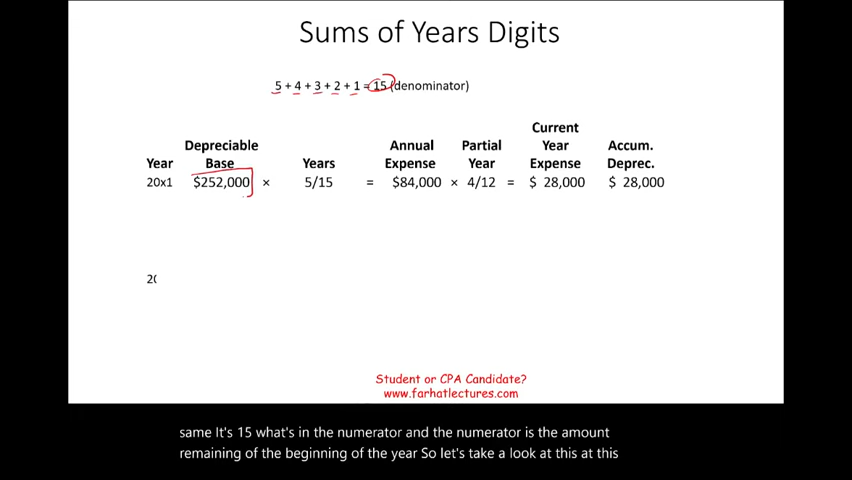 Sums of Years Digits
5 + 4 + 3 + 2 + 1 = 15 (denominator)
Current
Depreciable Annual Partial Year Accum.
Year Base Years Expense Year Expense Deprec.
20x1 $252,000 × 5/15 = $84,000 × 4/12 = $ 28,000 $ 28,000
20
Student or CPA Candidate?
www.farhatlectures.com
same It's 15 what's in the numerator and the numerator is the amount
remaining of the beginning of the year So let's take a look at this at this